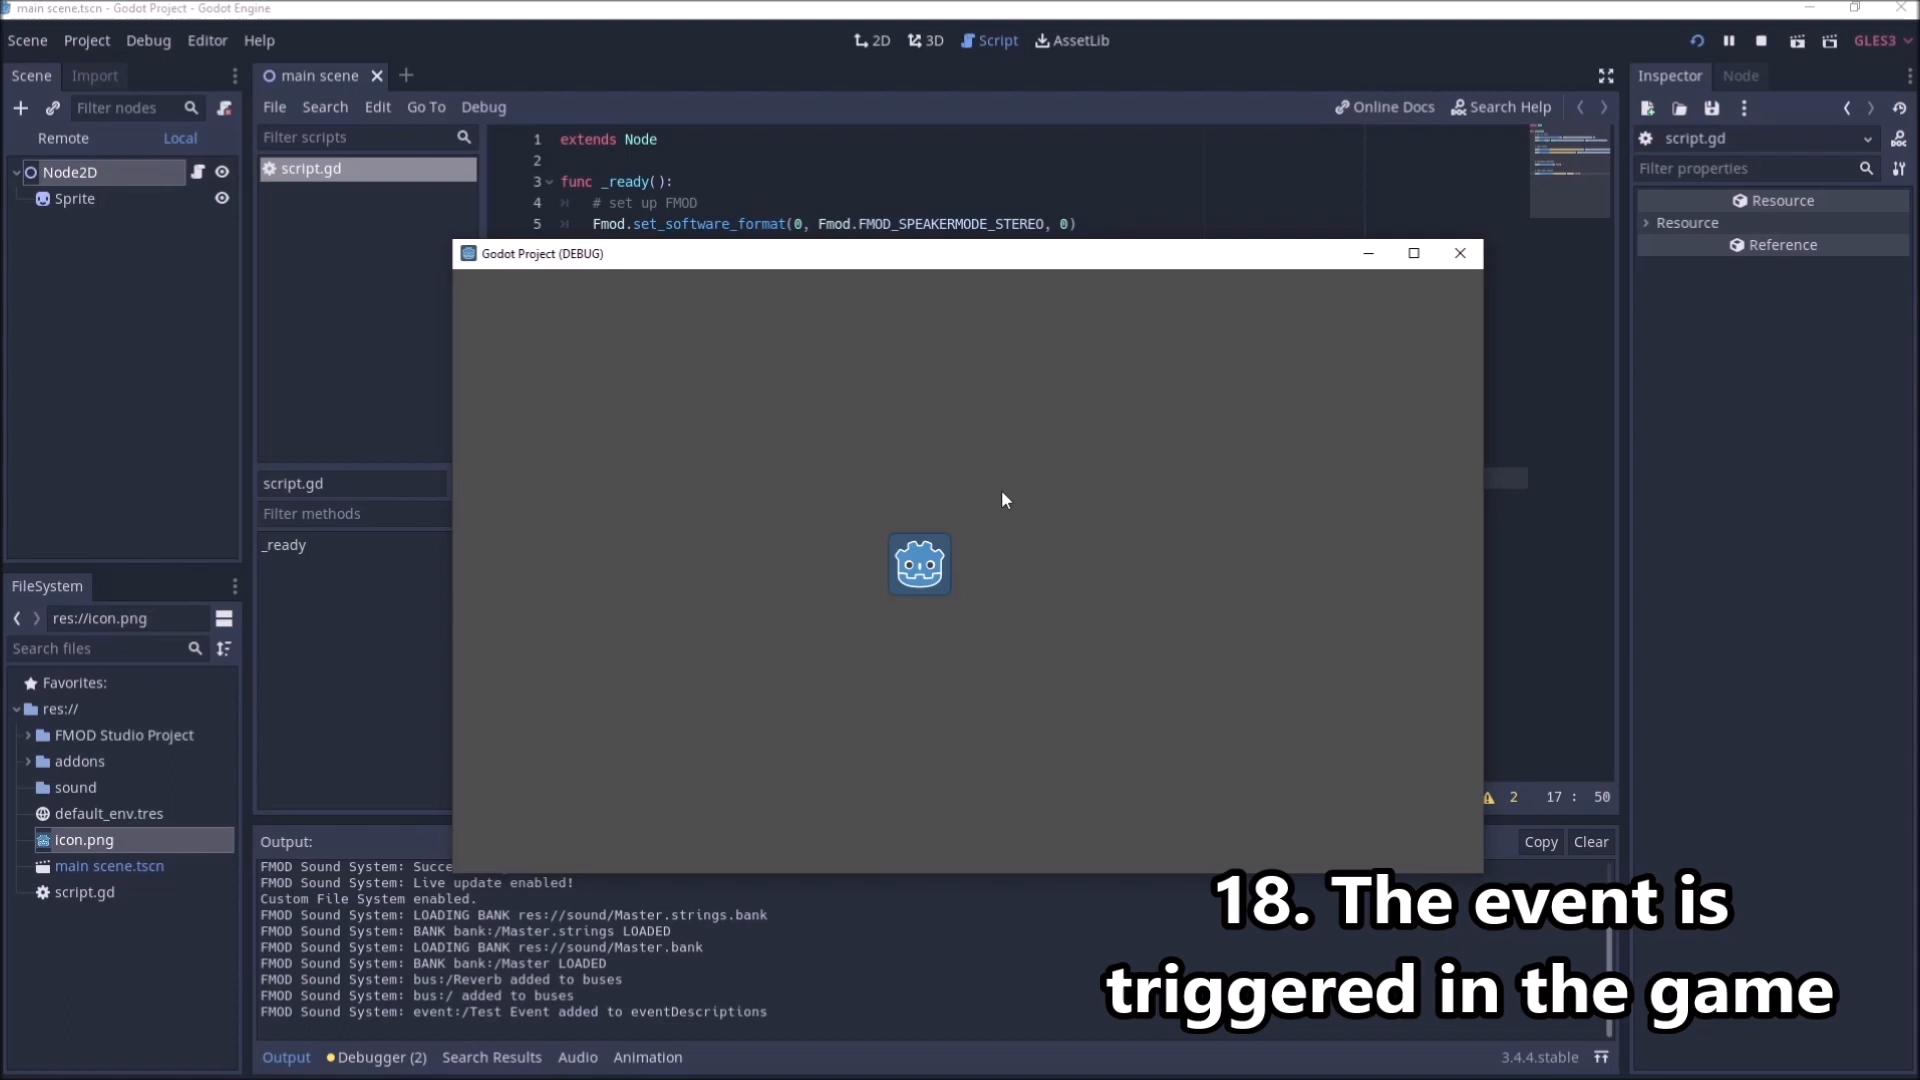 main scene.tscn - Godot Project - Godot Engine
Scene Project Debug Editor Help
2D 3D Script AssetLib
GLES3
Scene Import
main scene
Inspector Node
Filter nodes
File Search Edit Go To Debug
Online Docs Search Help
Remote Local
Filter scripts
script.gd
Filter properties
Node2D
Sprite
script.gd
1 extends Node
2
3 func _ready():
4 # set up FMOD
5 Fmod.set_software_format(0, Fmod.FMOD_SPEAKERMODE_STEREO, 0)
Resource
Resource
Reference
Godot Project (DEBUG)
script.gd
Filter methods
_ready
FileSystem
res://icon.png
Search files
Favorites:
res://
FMOD Studio Project
addons
sound
default_env.tres
icon.png
main scene.tscn
script.gd
2 17 : 50
Output:
Copy Clear
FMOD Sound System: Succe
FMOD Sound System: Live update enabled!
Custom File System enabled.
FMOD Sound System: LOADING BANK res://sound/Master.strings.bank
FMOD Sound System: BANK bank:/Master.strings LOADED
FMOD Sound System: LOADING BANK res://sound/Master.bank
FMOD Sound System: BANK bank:/Master LOADED
FMOD Sound System: bus:/Reverb added to buses
FMOD Sound System: bus:/ added to buses
FMOD Sound System: event:/Test Event added to eventDescriptions
18. The event is
triggered in the game
Output Debugger (2) Search Results Audio Animation
3.4.4.stable